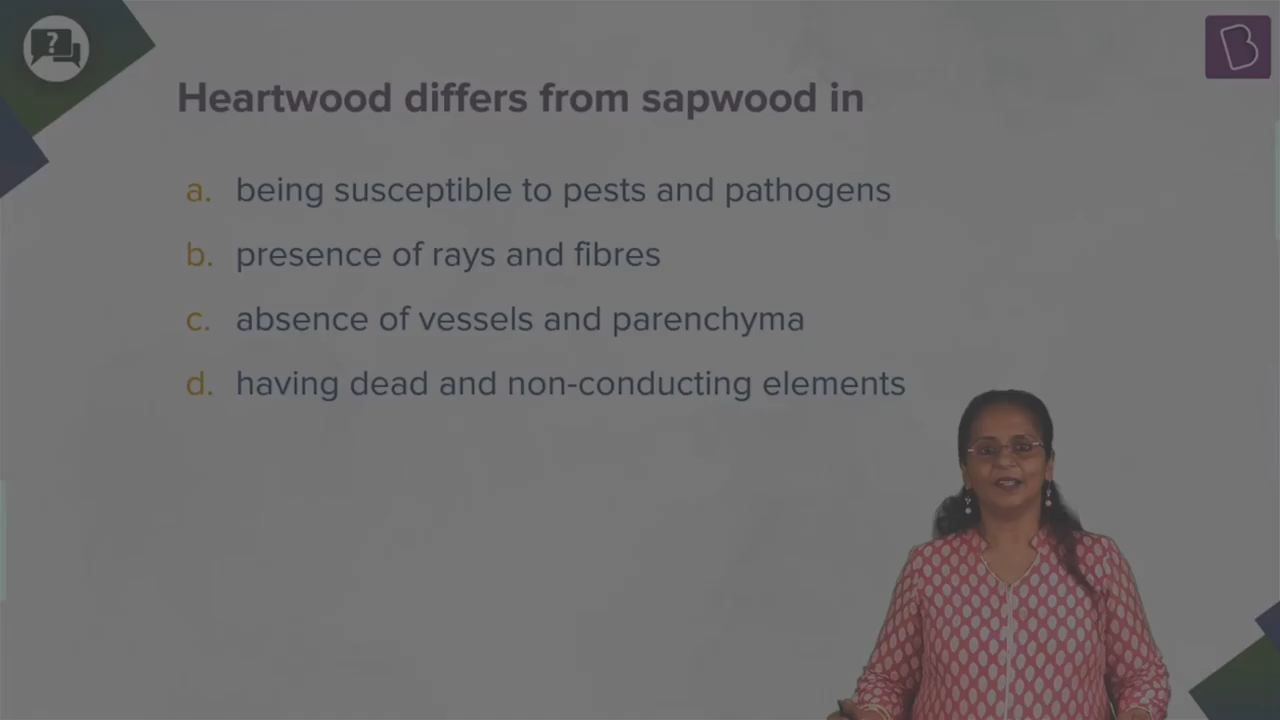 ?
Heartwood differs from sapwood in
a. being susceptible to pests and pathogens
b. presence of rays and fibres
c. absence of vessels and parenchyma
d. having dead and non-conducting elements
B